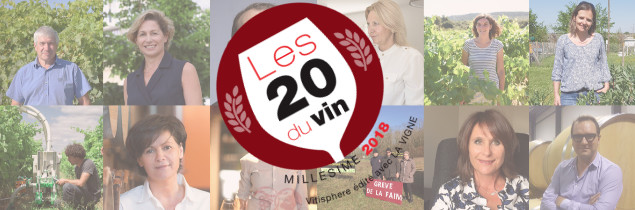 Les
20
du vin
MILLÉSIME 2018
Vitisphere édité avec LA VIGNE
GRÈVE
DE LA FAIM